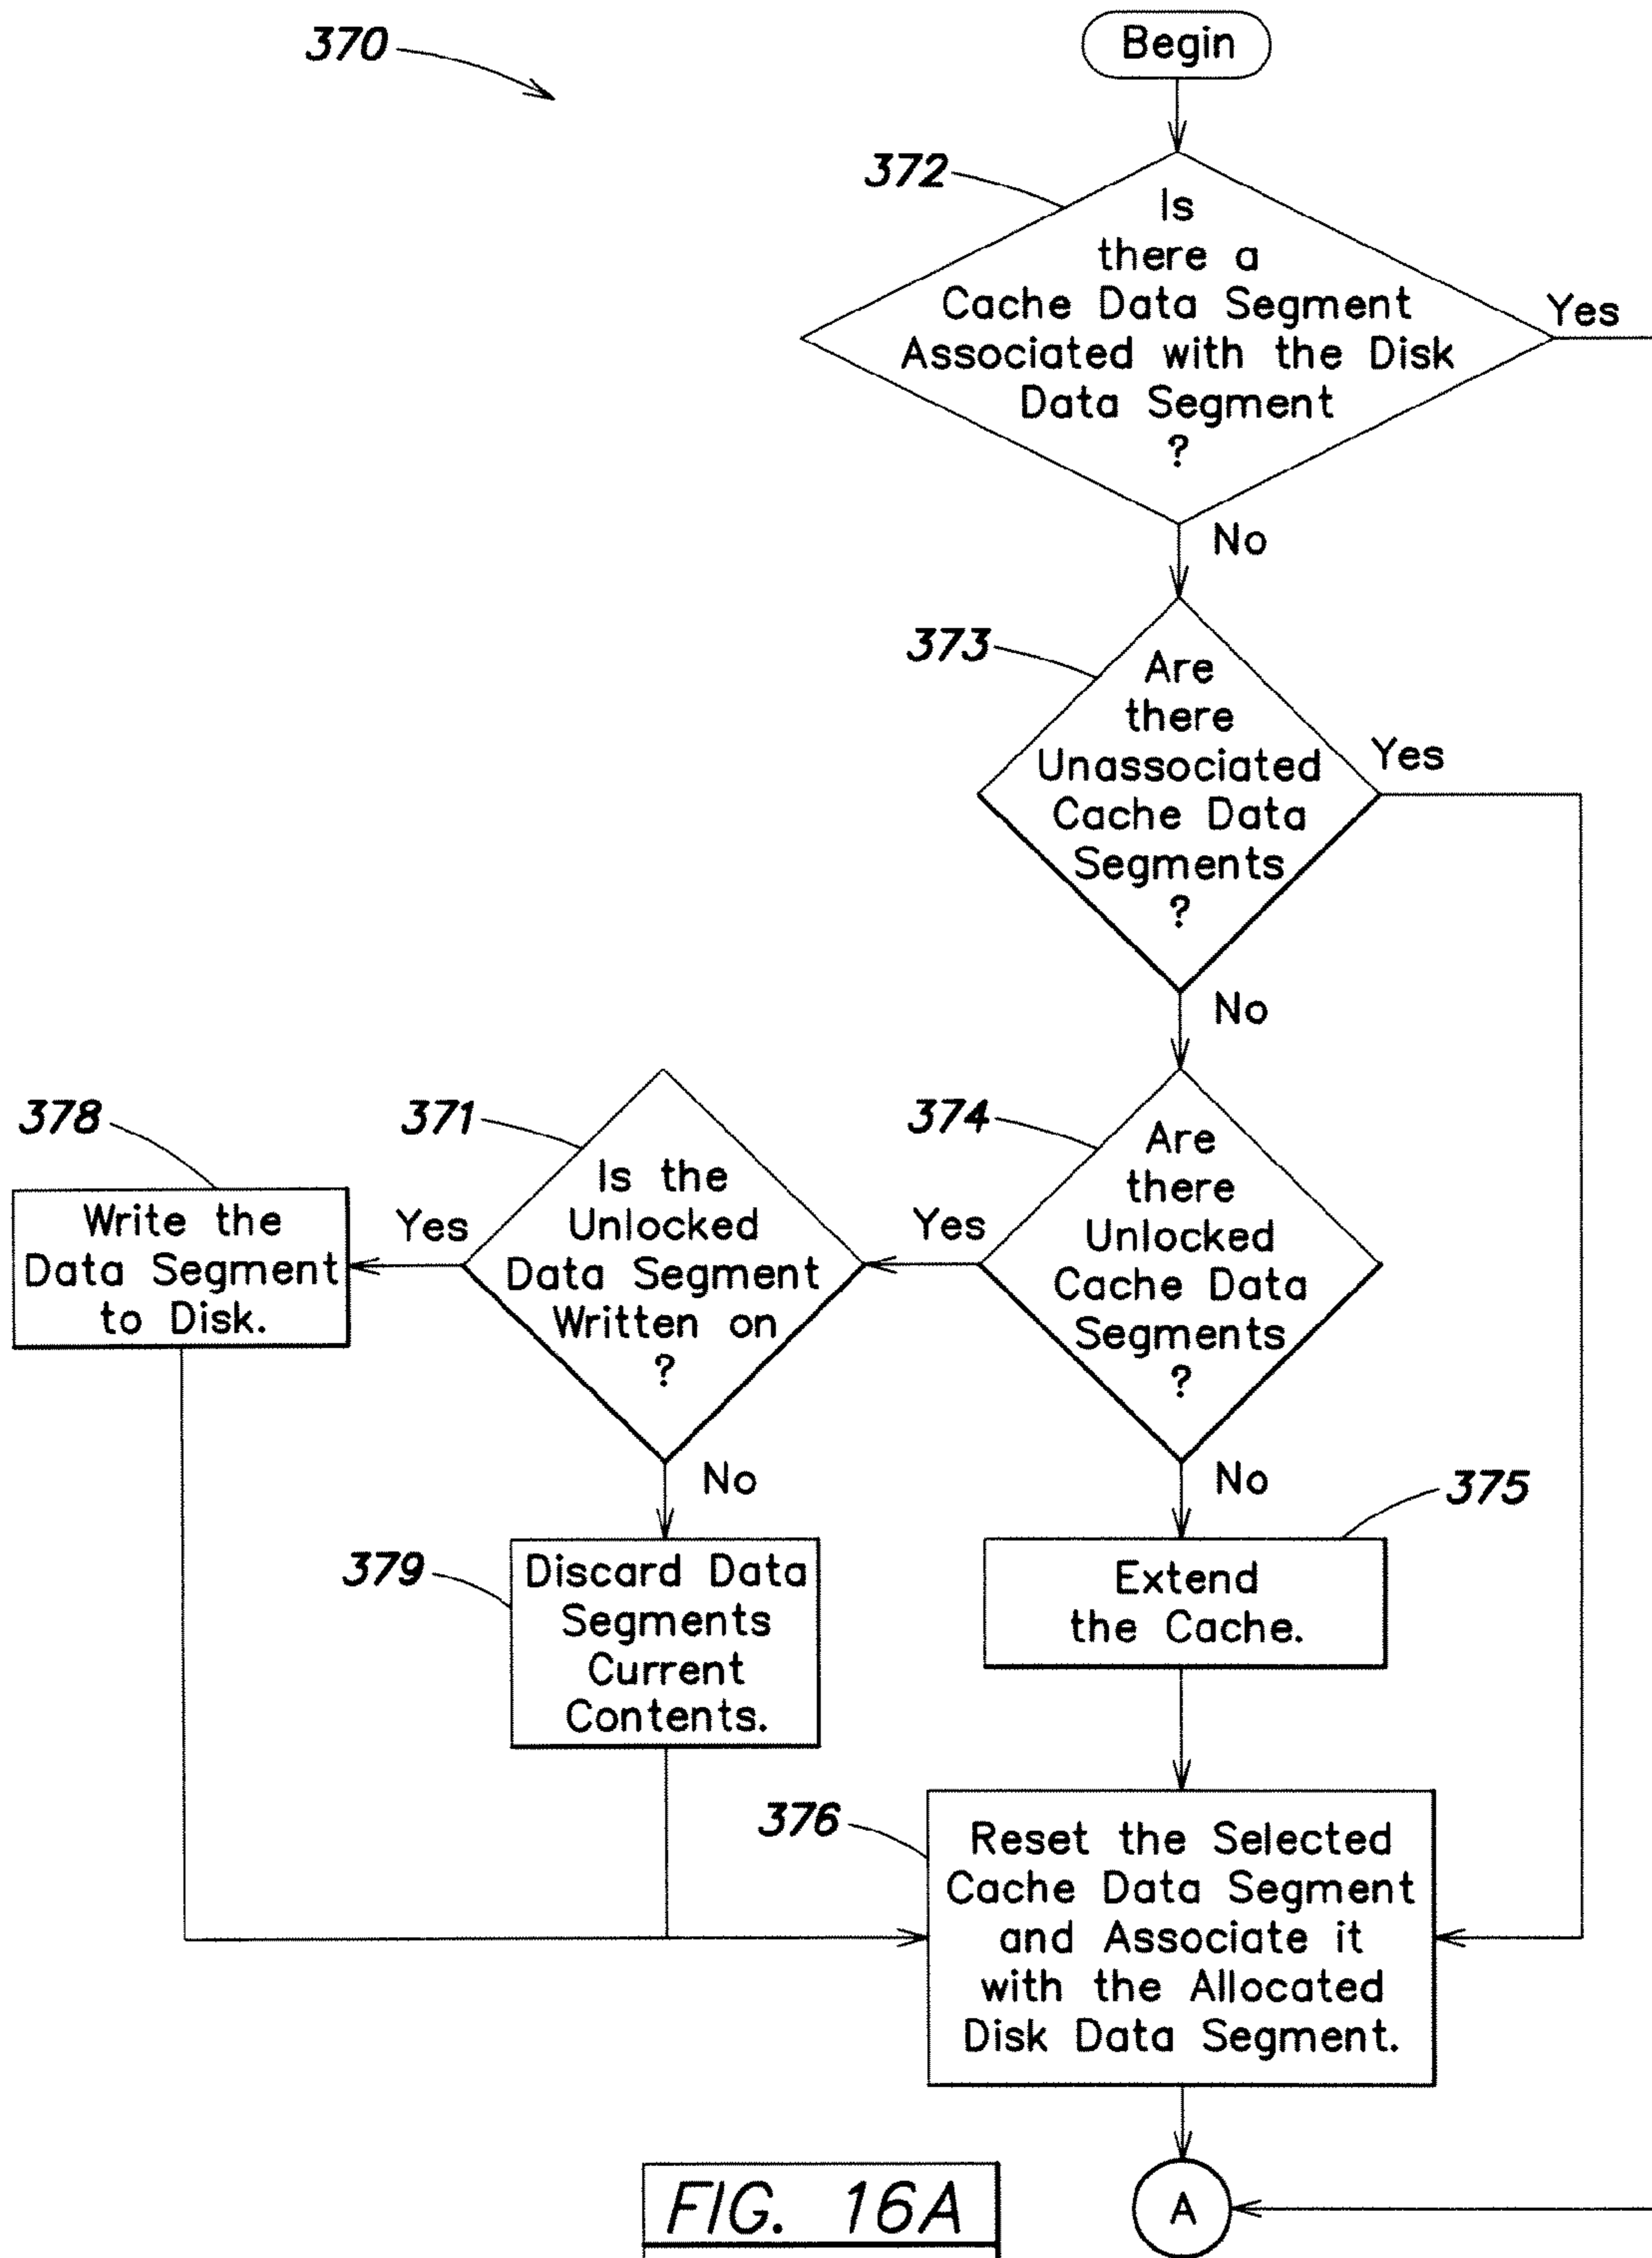 370
Begin
372
Is
there a
Cache Data Segment
Associated with the Disk
Data Segment
?
Yes
No
373
Are
there
Unassociated
Cache Data
Segments
?
Yes
No
378
Write the
Data Segment
to Disk.
Yes
371
Is the
Unlocked
Data Segment
Written on
?
Yes
374
Are
there
Unlocked
Cache Data
Segments
?
No
No
375
379
Discard Data
Segments
Current
Contents.
Extend
the Cache.
376
Reset the Selected
Cache Data Segment
and Associate it
with the Allocated
Disk Data Segment.
A
FIG. 16A